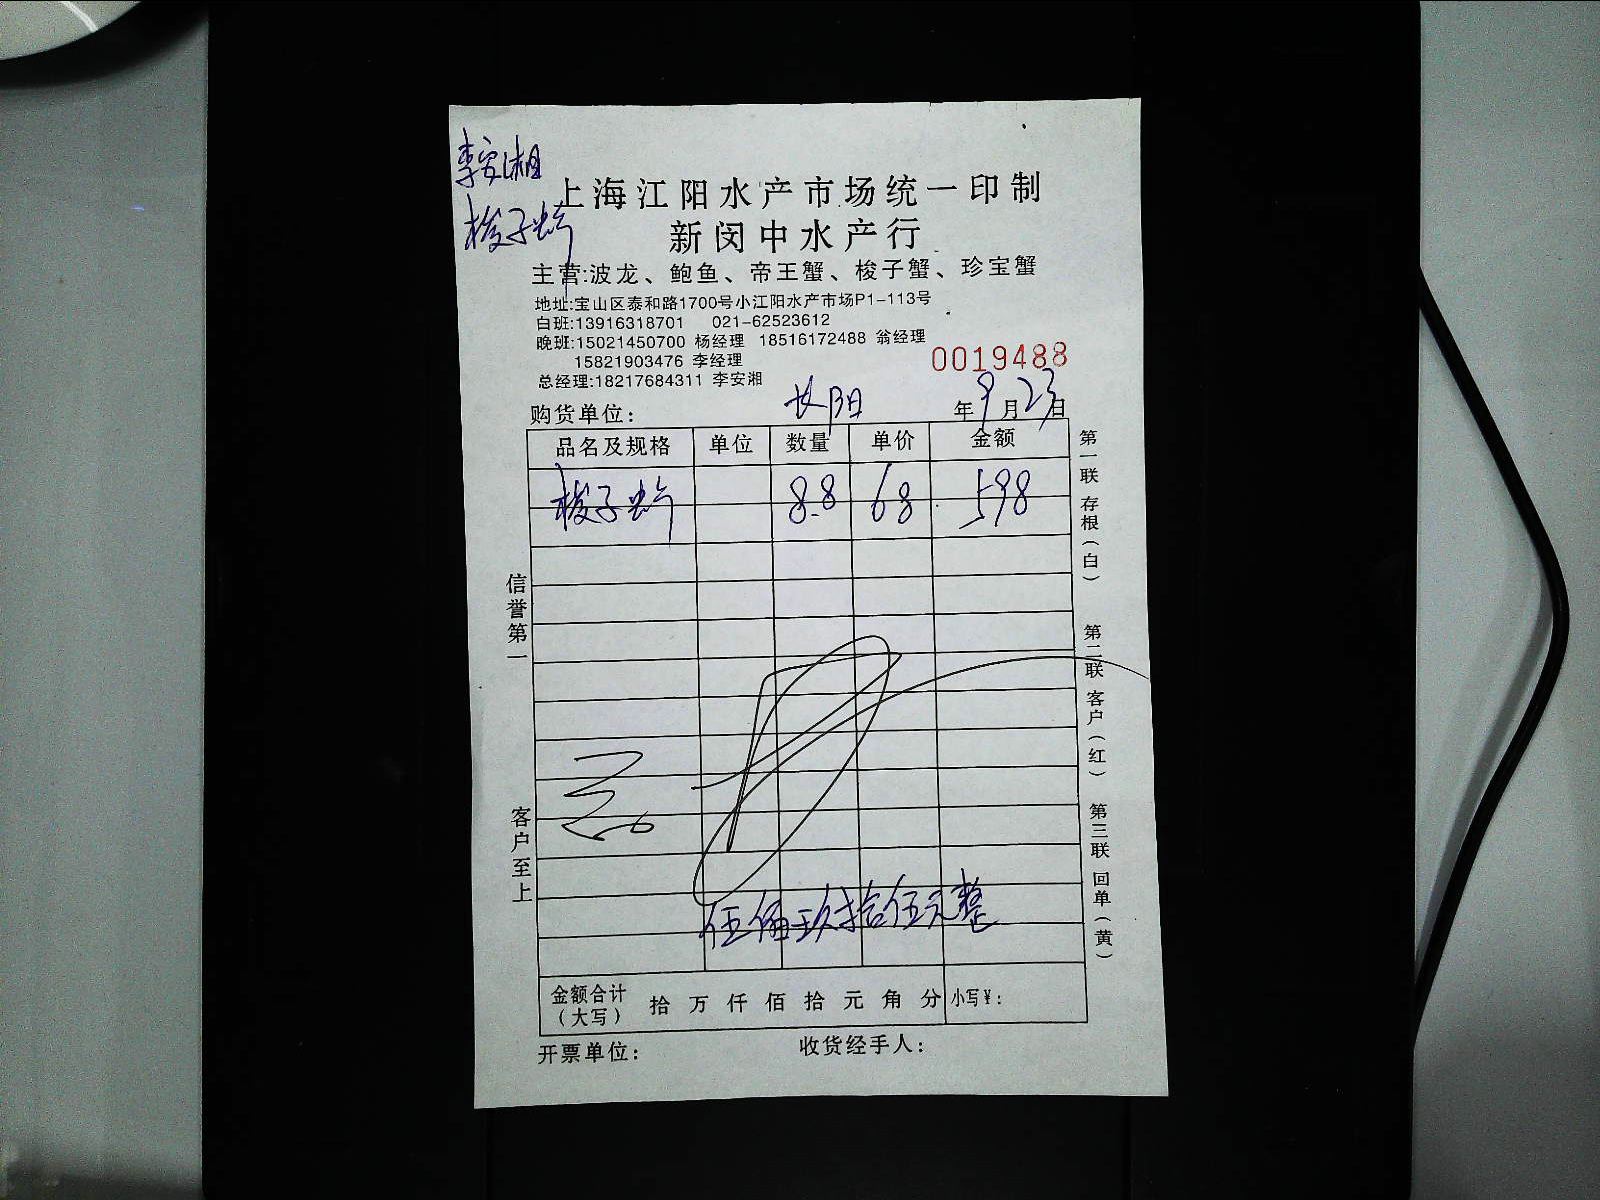 李安湘
梭子蟹
上海江阳水产市场统一印制
新闵中水产行
主营:波龙、鲍鱼、帝王蟹、梭子蟹、珍宝蟹
地址:宝山区泰和路1700号小江阳水产市场P1-113号
白班:13916318701 021-62523612
晚班:15021450700 杨经理 18516172488 翁经理
15821903476 李经理
0019488
总经理:18217684311 李安湘
购货单位: 长阳 年9月23日
品名及规格 单位 数量 单价 金额
梭子蟹 8.8 68 598
伍佰玖拾伍元整
金额合计(大写) 拾 万 仟 佰 拾 元 角 分 小写¥:
开票单位: 收货经手人:
信誉第一
客户至上
第一联 存根(白)
第二联 客户(红)
第三联 回单(黄)